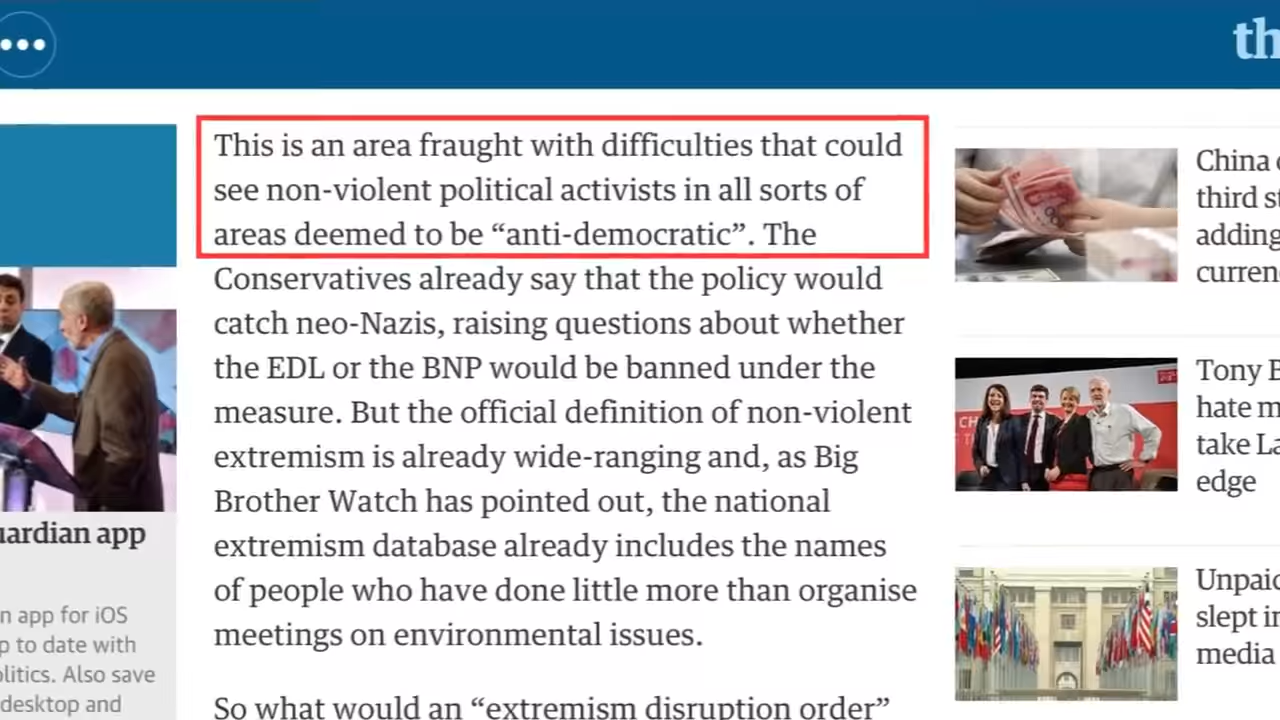 th
This is an area fraught with difficulties that could
see non-violent political activists in all sorts of
areas deemed to be “anti-democratic”. The
Conservatives already say that the policy would
catch neo-Nazis, raising questions about whether
the EDL or the BNP would be banned under the
measure. But the official definition of non-violent
extremism is already wide-ranging and, as Big
Brother Watch has pointed out, the national
extremism database already includes the names
of people who have done little more than organise
meetings on environmental issues.
So what would an “extremism disruption order”
uardian app
n app for iOS
p to date with
olitics. Also save
desktop and
China
third st
adding
curren
Tony B
hate m
take La
edge
Unpaid
slept in
media